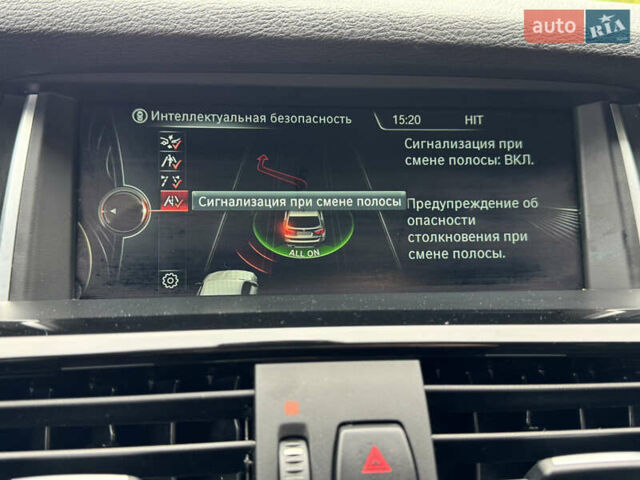 auto RIA
Интеллектуальная безопасность
15:20
HIT
Сигнализация при
смене полосы: ВКЛ.
Сигнализация при смене полосы
Предупреждение об
опасности
столкновения при
смене полосы.
ALL ON